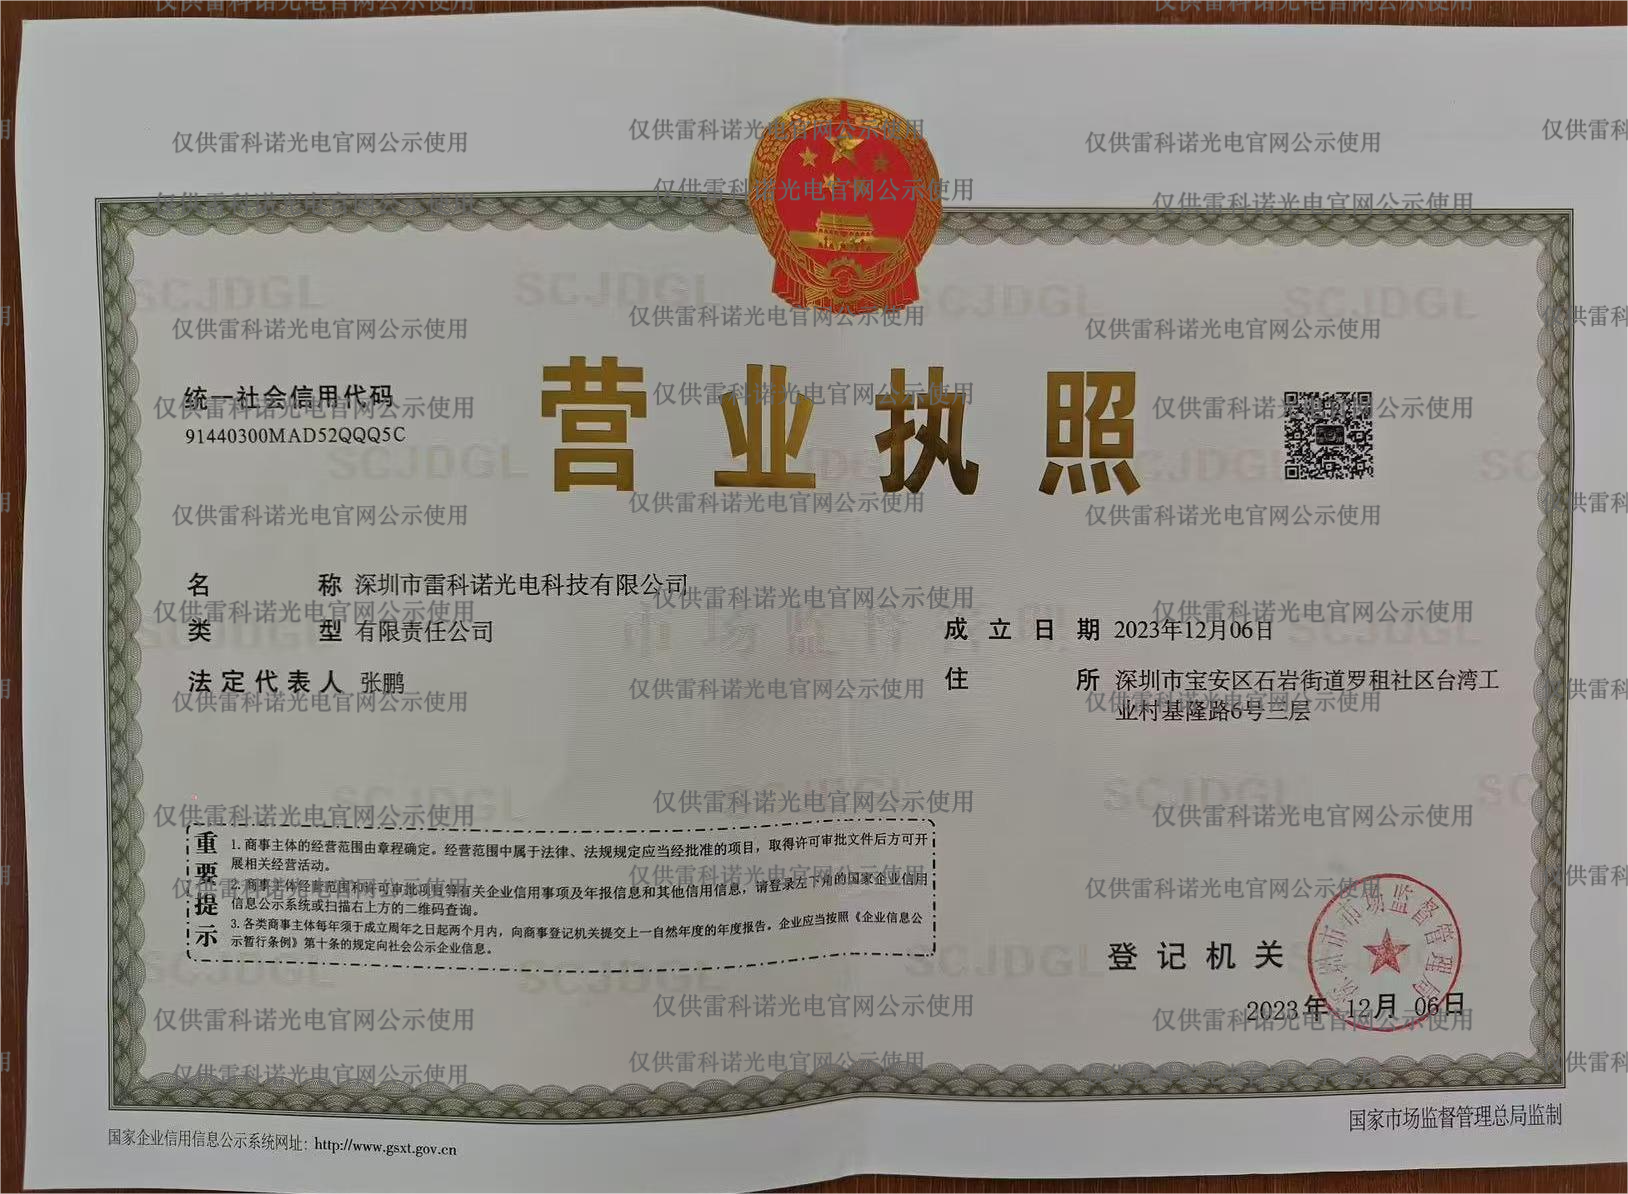 营业执照
统一社会信用代码
91440300MAD52QQQ5C
名 称 深圳市雷科诺光电科技有限公司
类 型 有限责任公司
法定代表人 张鹏
成立日期 2023年12月06日
住 所 深圳市宝安区石岩街道罗租社区台湾工
业村基隆路6号三层
重要提示
1. 商事主体的经营范围由章程确定。经营范围中属于法律、法规规定应当经批准的项目，取得许可审批文件后方可开
展相关经营活动。
2. 商事主体经营范围和许可审批项目等有关企业信用事项及年报信息和其他信用信息，请登录左下角的国家企业信用
信息公示系统或扫描右上方的二维码查询。
3. 各类商事主体每年须于成立周年之日起两个月内，向商事登记机关提交上一自然年度的年度报告。企业应当按照《企业信息公
示暂行条例》第十条的规定向社会公示企业信息。
登记机关
深圳市市场监督管理局
2023年12月06日
国家企业信用信息公示系统网址：http://www.gsxt.gov.cn
国家市场监督管理总局监制
仅供雷科诺光电官网公示使用
SCJDGL
市场监督管理